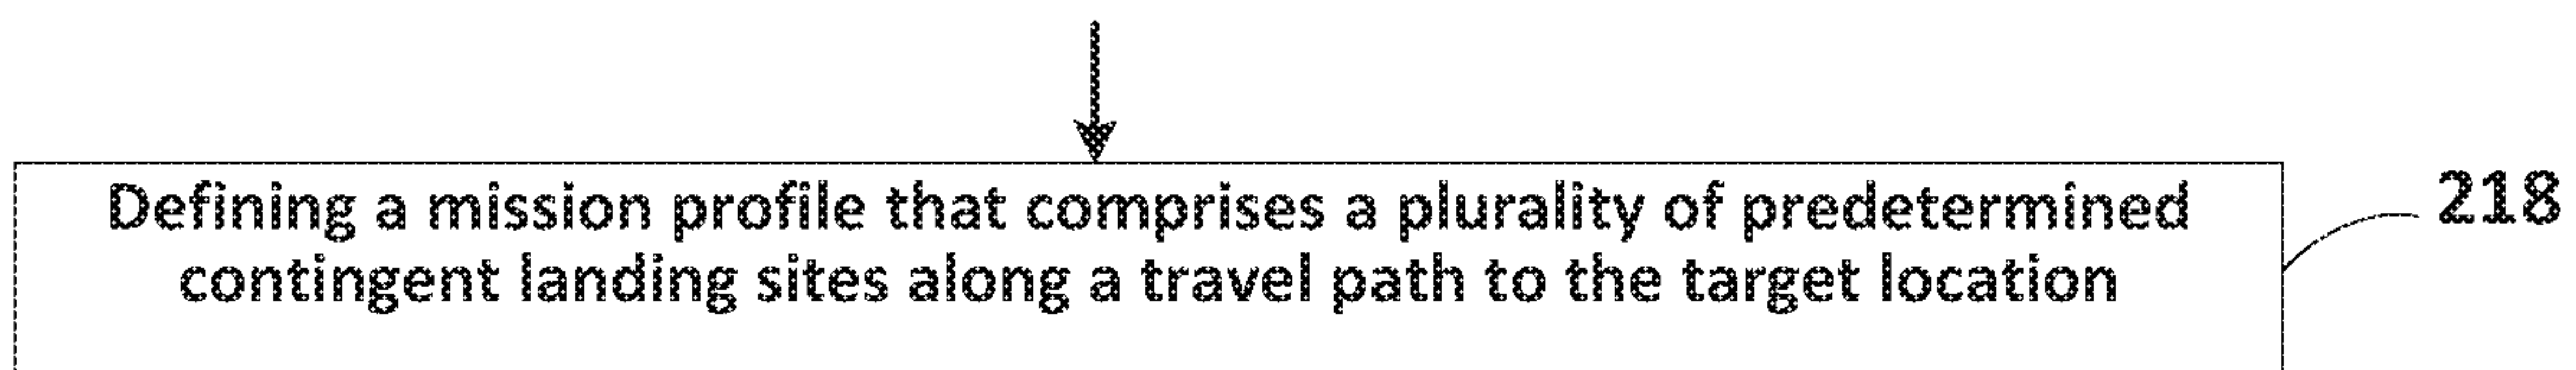 Defining a mission profile that comprises a plurality of predetermined
contingent landing sites along a travel path to the target location
218